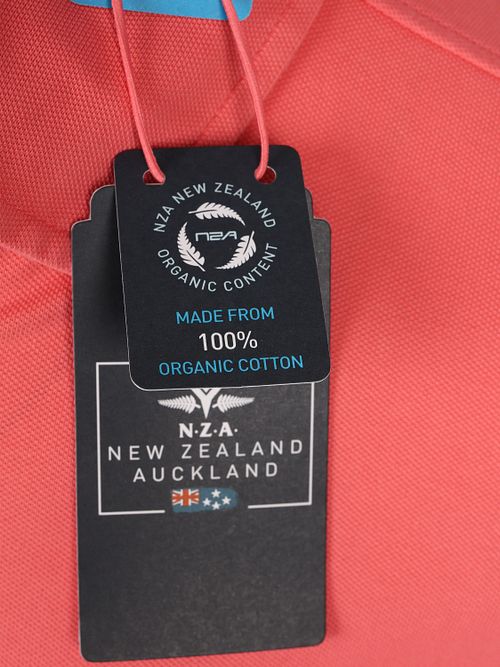 NZA NEW ZEALAND
NZA
ORGANIC CONTENT
MADE FROM
100%
ORGANIC COTTON
N.Z.A.
NEW ZEALAND
AUCKLAND